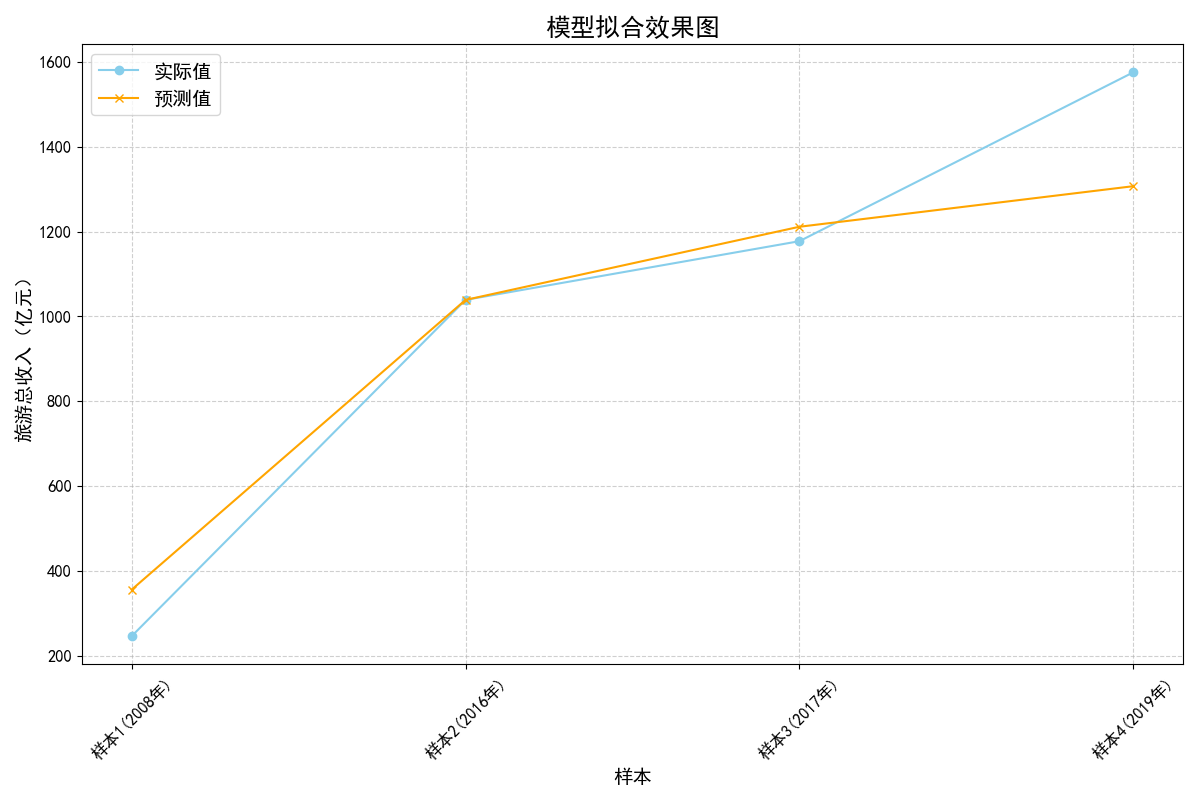 模型拟合效果图
实际值
预测值
旅游总收入（亿元）
1600
1400
1200
1000
800
600
400
200
样本1(2008年)
样本2(2016年)
样本3(2017年)
样本4(2019年)
样本